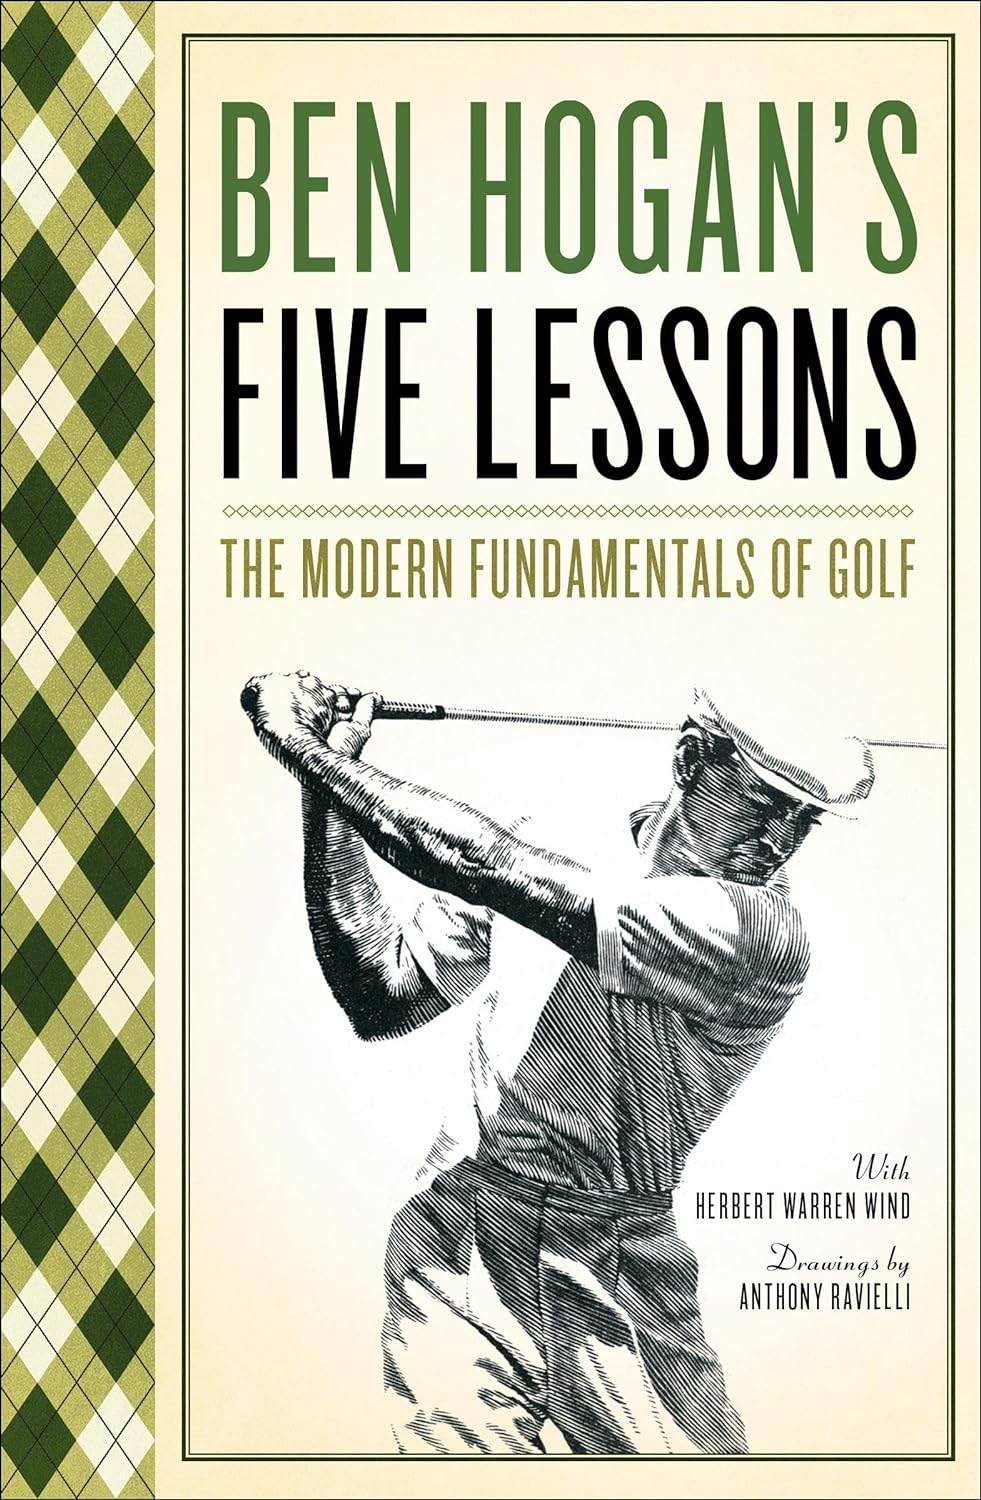 BEN HOGAN'S
FIVE LESSONS
THE MODERN FUNDAMENTALS OF GOLF
With
HERBERT WARREN WIND
Drawings by
ANTHONY RAVIELLI